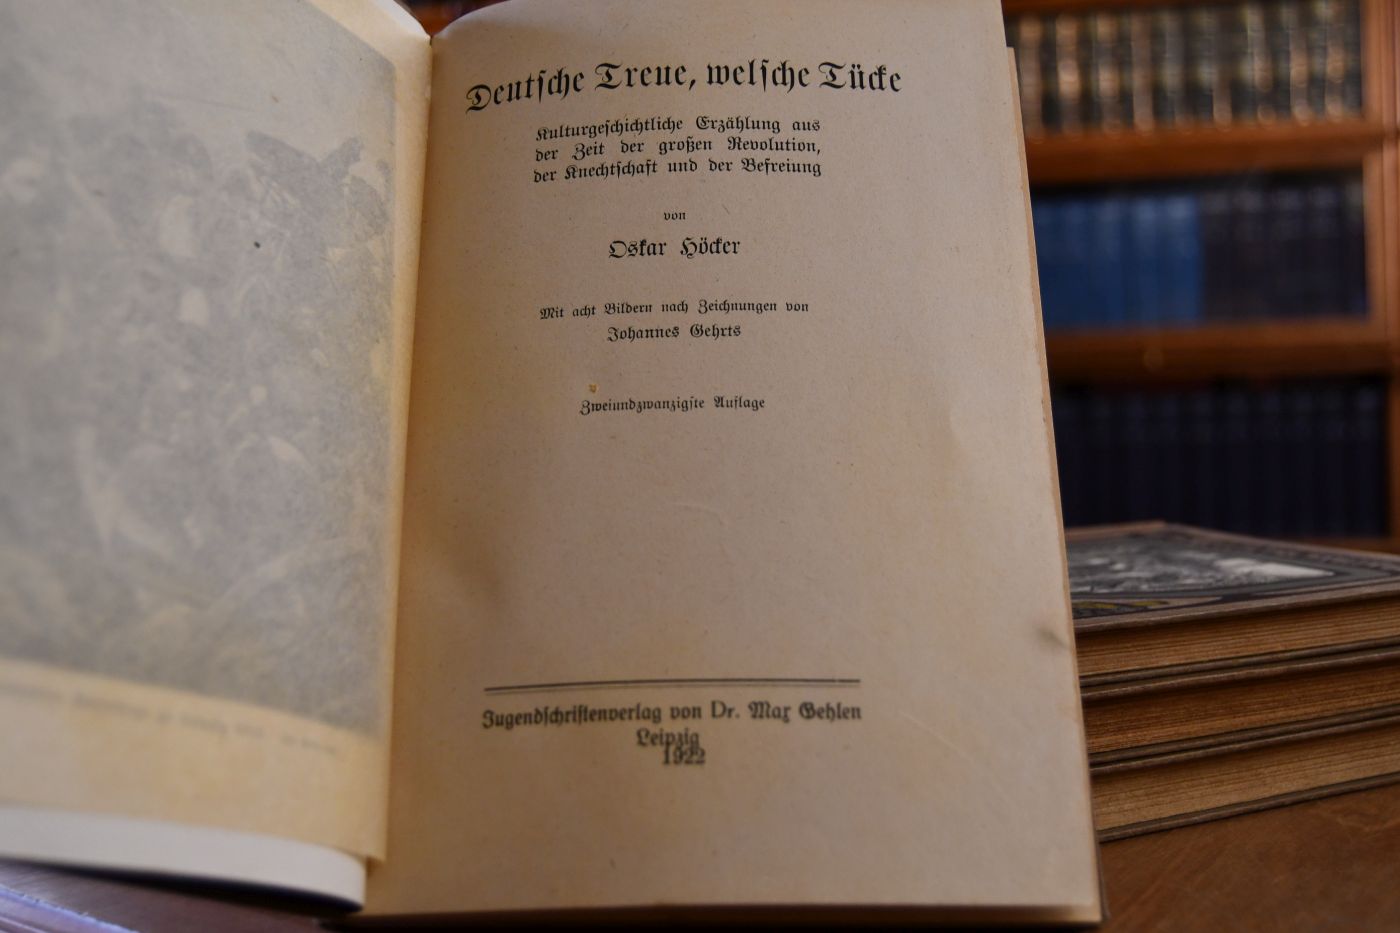 Deutsche Treue, welsche Tücke
Kulturgeschichtliche Erzählung aus
der Zeit der großen Revolution,
der Knechtschaft und der Befreiung
von
Oskar Höcker
Mit acht Bildern nach Zeichnungen von
Johannes Gehrts
Zweiundzwanzigste Auflage
Jugendschriftenverlag von Dr. Max Gehlen
Leipzig
1922